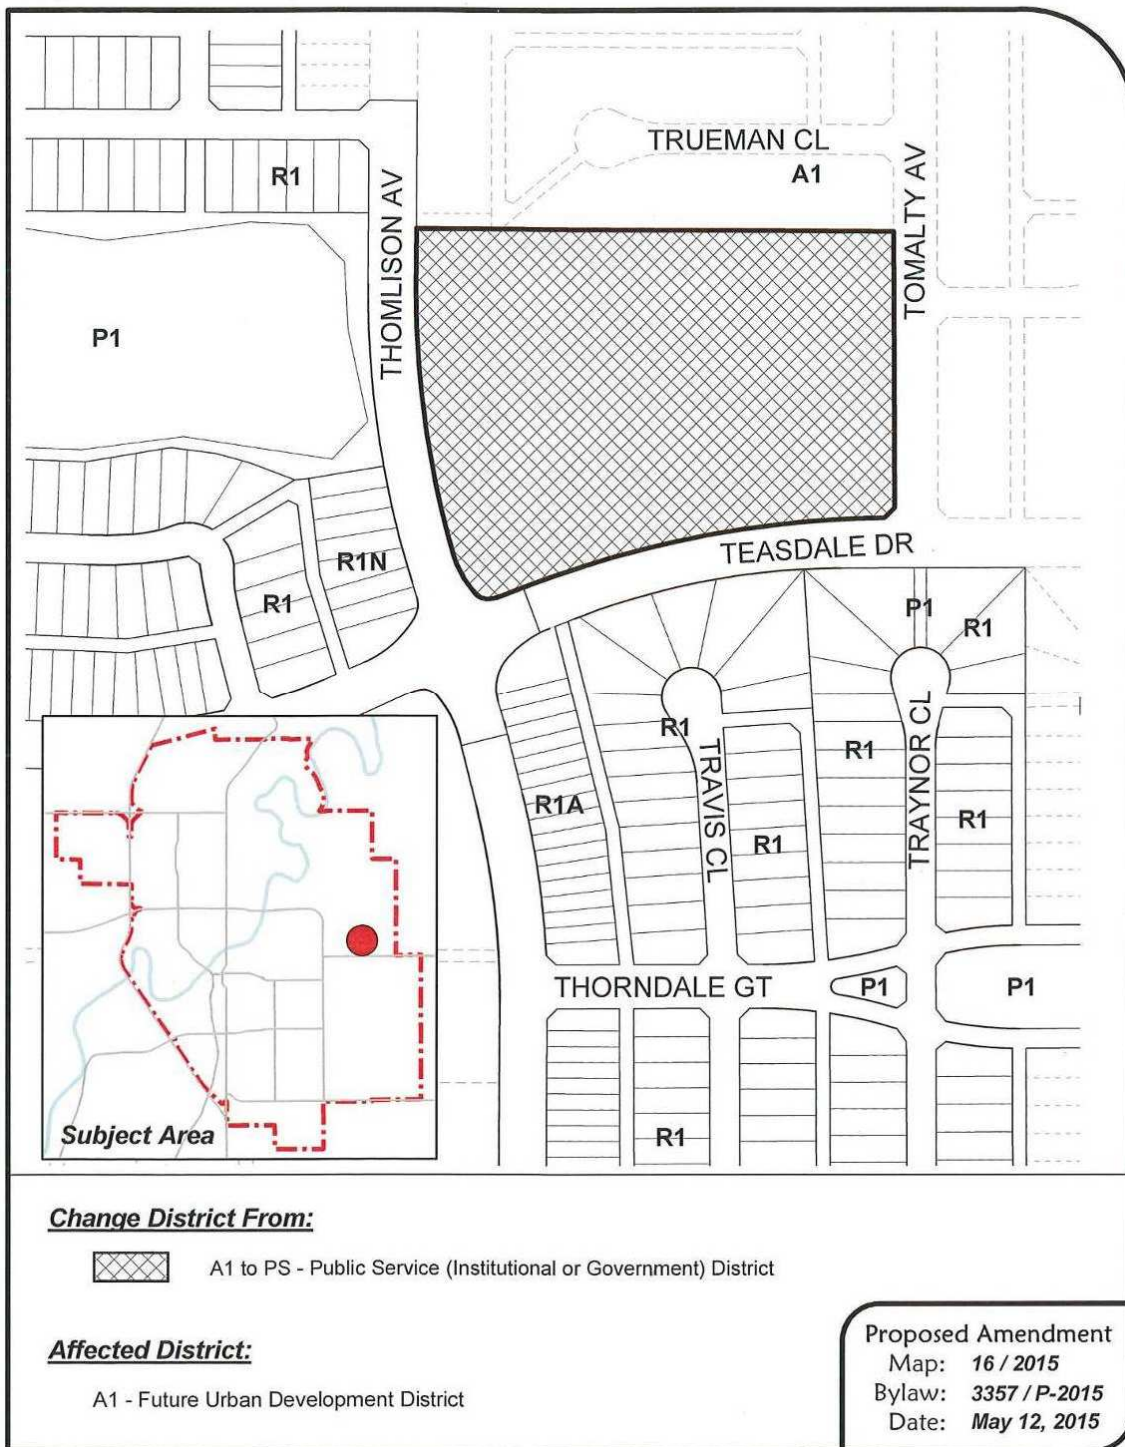 TRUEMAN CL
A1
R1
THOMLISON AV
TOMALTY AV
P1
TEASDALE DR
R1N
R1
P1
R1
R1
R1
TRAVIS CL
TRAYNOR CL
R1A
R1
R1
THORNDALE GT
P1
P1
R1
Subject Area
Change District From:
A1 to PS - Public Service (Institutional or Government) District
Affected District:
A1 - Future Urban Development District
Proposed Amendment
Map: 16 / 2015
Bylaw: 3357 / P-2015
Date: May 12, 2015